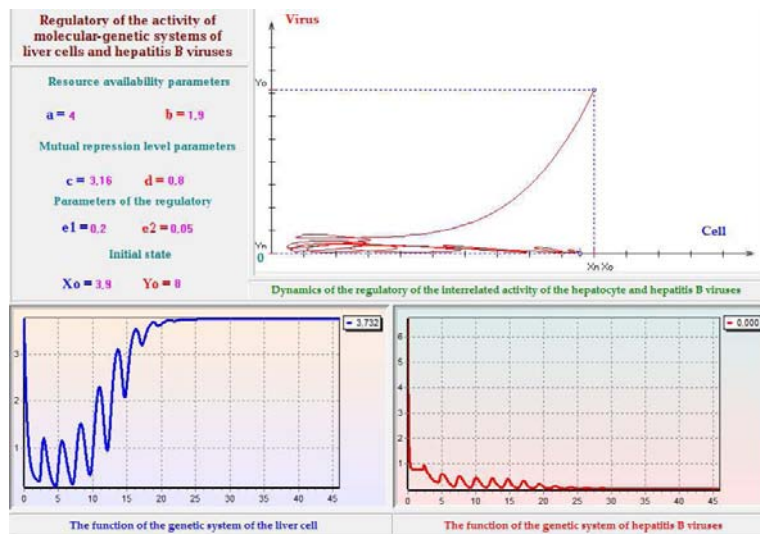 Regulatory of the activity of
molecular-genetic systems of
liver cells and hepatitis B viruses
Resource availability parameters
a = 4 b = 1,9
Mutual repression level parameters
c = 3,16 d = 0,8
Parameters of the regulatory
e1 = 0,2 e2 = 0,05
Initial state
Xo = 3,9 Yo = 8
Virus
Yo
Yn
0
Cell
Xn Xo
Dynamics of the regulatory of the interrelated activity of the hepatocyte and hepatitis B viruses
3,732
3
2
1
0 5 10 15 20 25 30 35 40 45
The function of the genetic system of the liver cell
0,000
6
5
4
3
2
1
0 5 10 15 20 25 30 35 40 45
The function of the genetic system of hepatitis B viruses